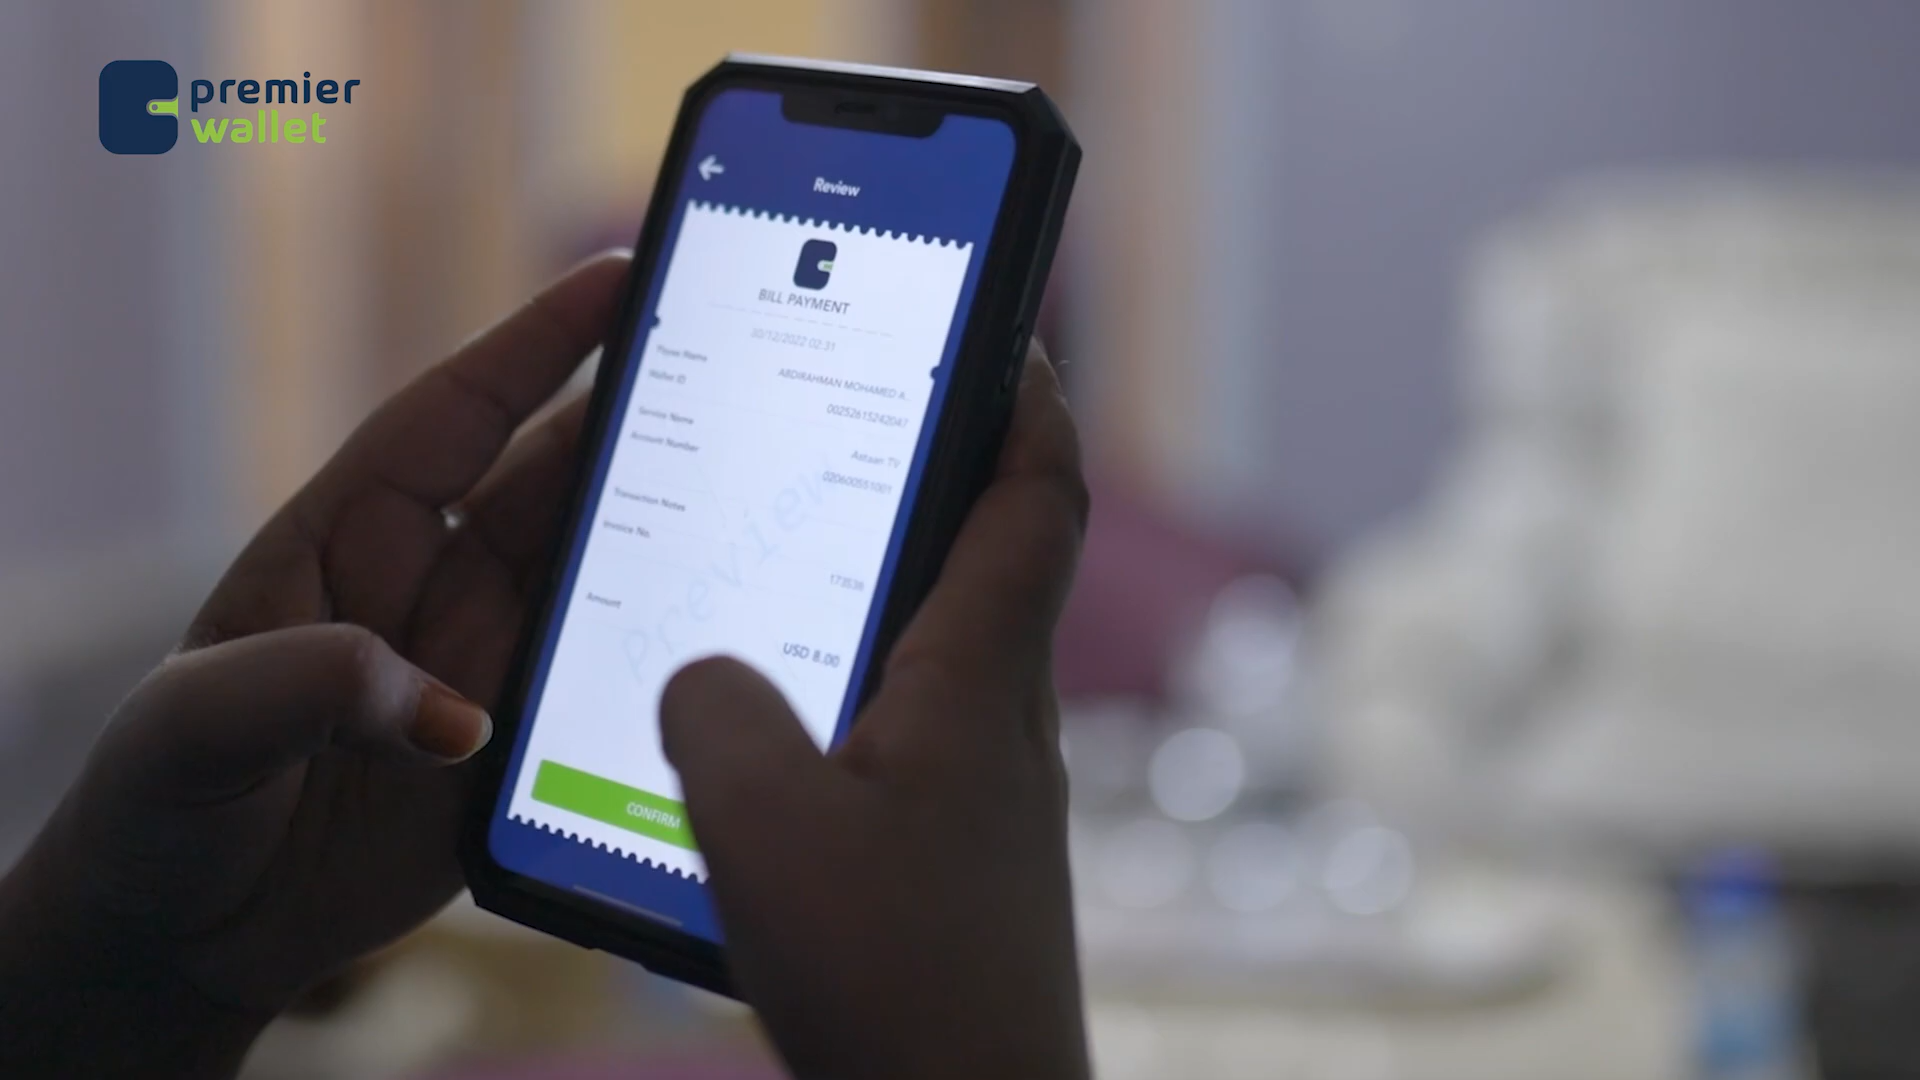 premier
wallet
Review
BILL PAYMENT
30/12/2022 02:31
Payee Name
ABDIRAHMAN MOHAMED A..
Wallet ID
00252615242047
Service Name
Astaan TV
Account Number
020600551001
Transaction Notes
Invoice No.
173538
Amount
USD 8.00
Preview
CONFIRM